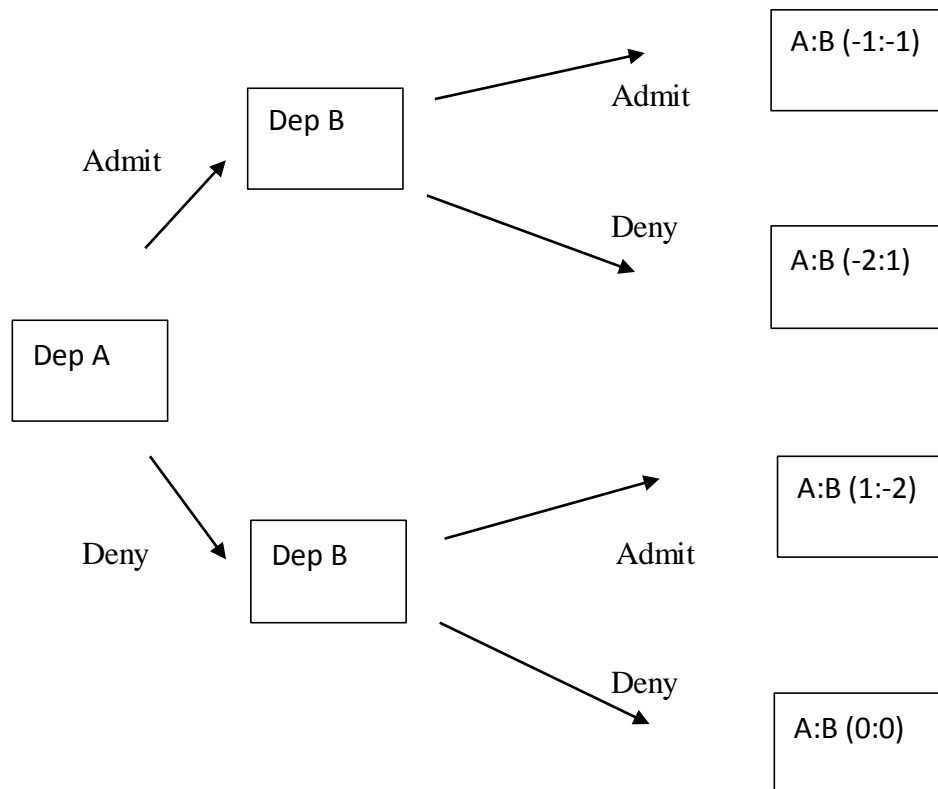 A:B (-1:-1)
Admit
Dep B
Admit
Deny
A:B (-2:1)
Dep A
A:B (1:-2)
Deny
Dep B
Admit
Deny
A:B (0:0)